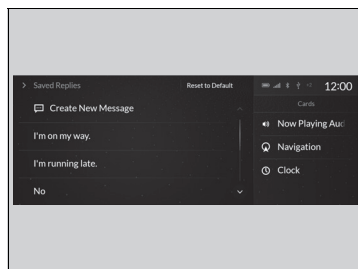 Saved Replies
Reset to Default
12:00
Create New Message
I'm on my way.
I'm running late.
No
Cards
Now Playing Aud
Navigation
Clock